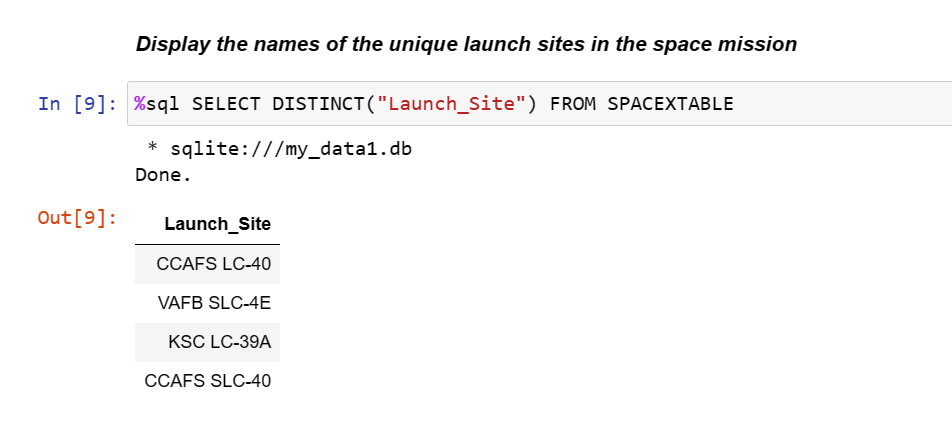 Display the names of the unique launch sites in the space mission
In [9]: %sql SELECT DISTINCT("Launch_Site") FROM SPACEXTABLE
* sqlite:///my_data1.db
Done.
Out[9]:
Launch_Site
CCAFS LC-40
VAFB SLC-4E
KSC LC-39A
CCAFS SLC-40